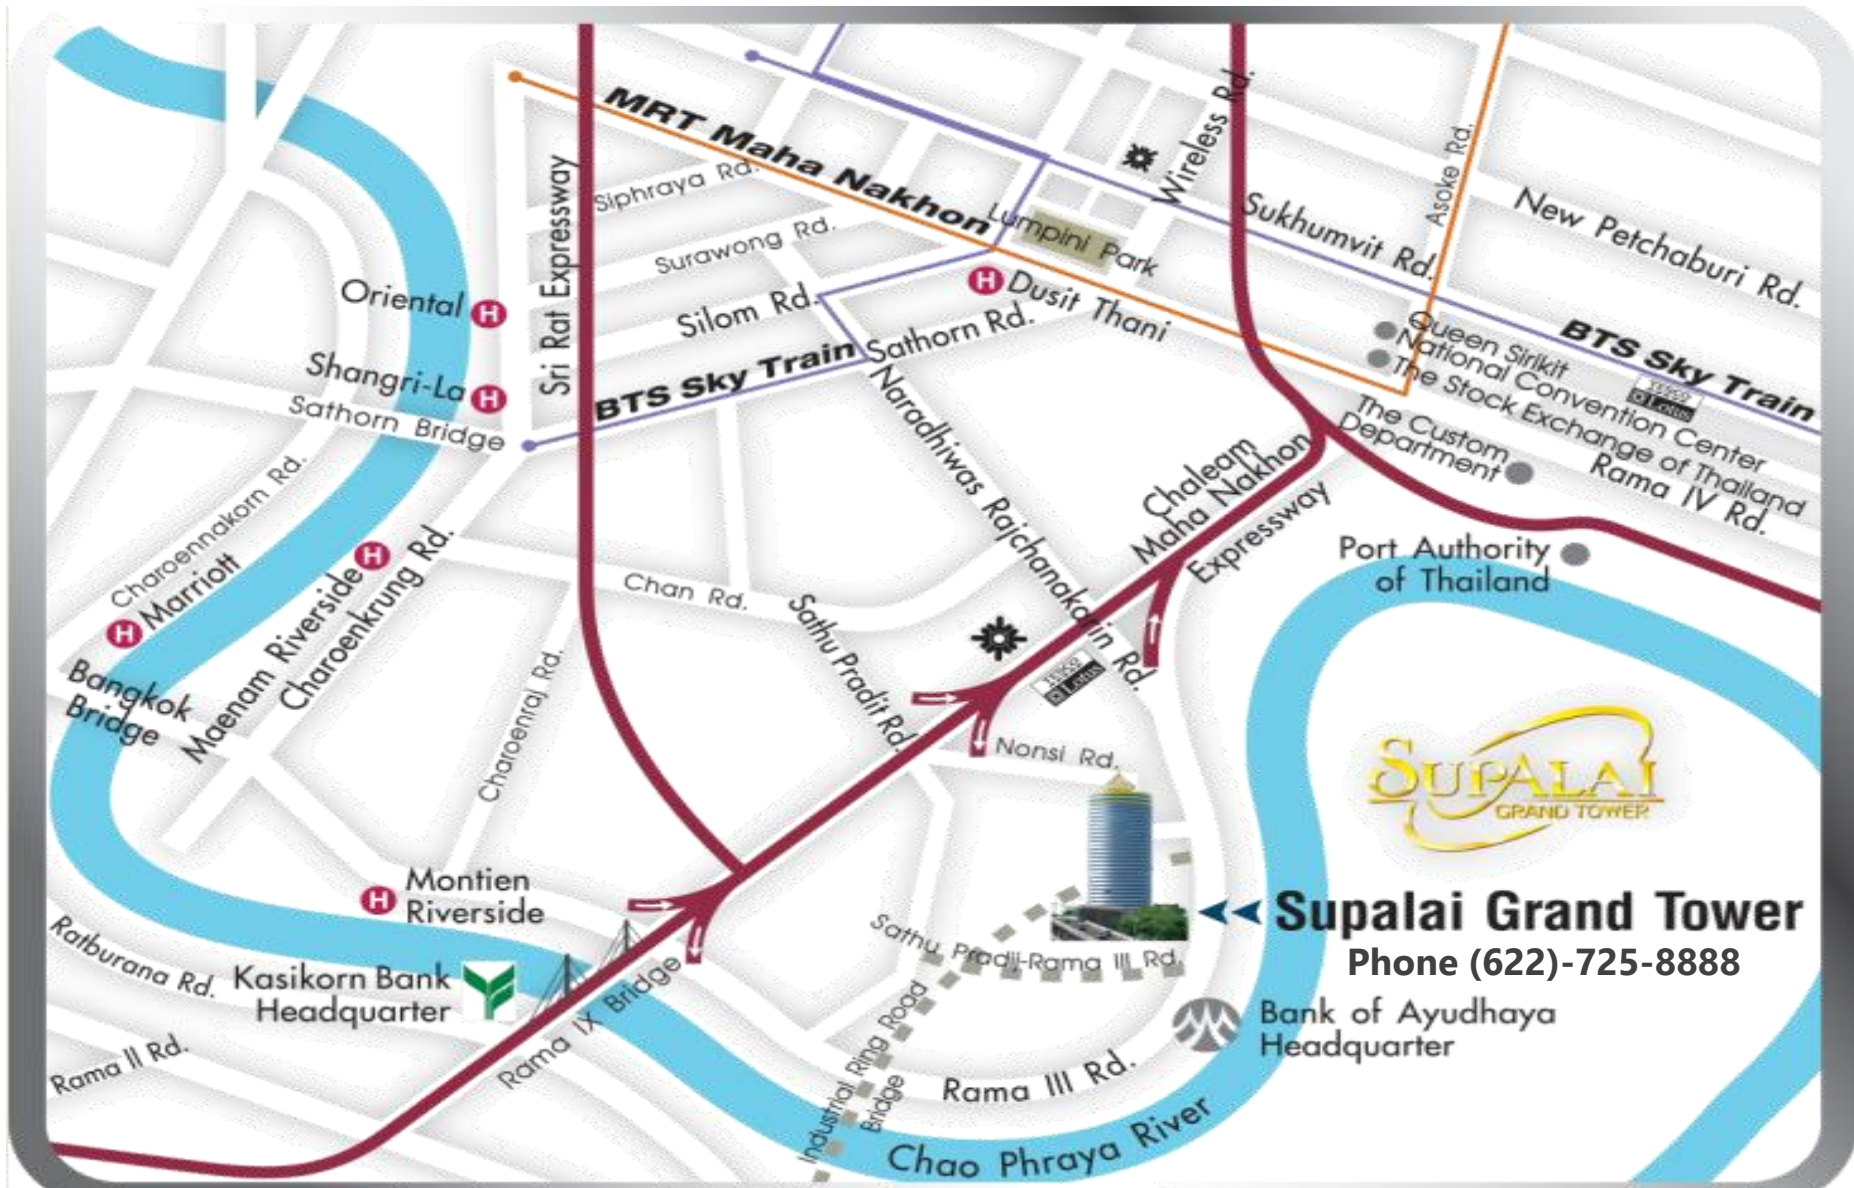 MRT Maha Nakhon
Wireless Rd.
Asoke Rd.
Siphraya Rd.
Sri Rat Expressway
Lumpini Park
Sukhumvit Rd.
New Petchaburi Rd.
Surawong Rd.
Oriental
H
H
Dusit Thani
Silom Rd.
Sathorn Rd.
BTS Sky Train
Queen Sirikit
National Convention Center
The Stock Exchange of Thailand
BTS Sky Train
TESCO
Lotus
Shangri-La
H
Sathorn Bridge
Naradhiwas Rajchanakarin Rd.
The Custom
Department
Rama IV Rd.
Chaleam
Maha Nakhon
Expressway
Charoennakorn Rd.
H
Marriott
H
Maenam Riverside
Charoenkrung Rd.
Port Authority
of Thailand
Chan Rd.
Sathu Pradit Rd.
Bangkok
Bridge
Charoenraj Rd.
TESCO
Lotus
Nonsi Rd.
SUPALAI
GRAND TOWER
H
Montien
Riverside
Supalai Grand Tower
Phone (622)-725-8888
Sathu. Pradij-Rama III Rd.
Ratburana Rd.
Kasikorn Bank
Headquarter
Rama IX Bridge
Bank of Ayudhaya
Headquarter
Rama II Rd.
Industrial Ring Road
Bridge
Rama III Rd.
Chao Phraya River